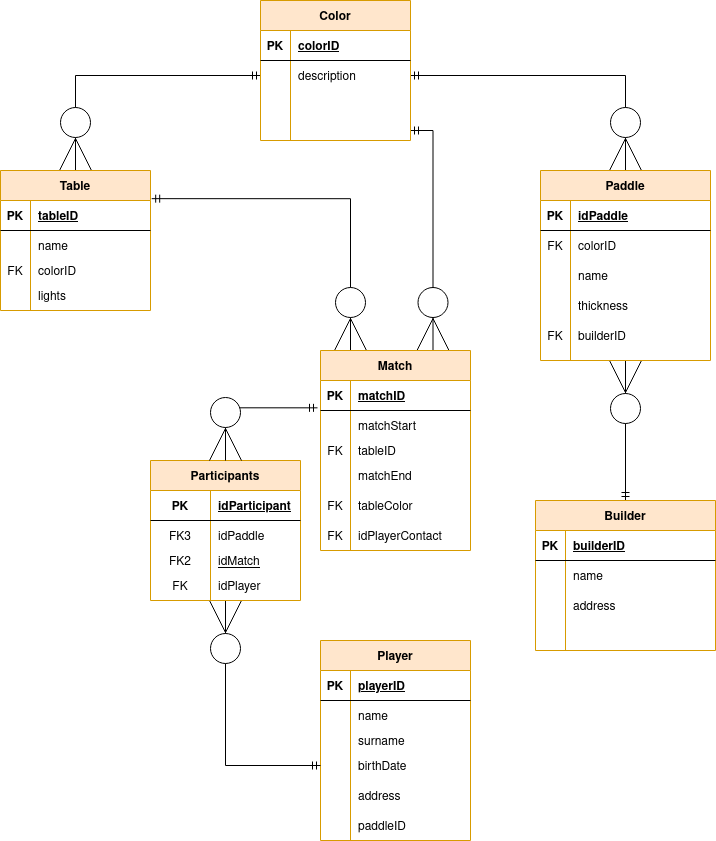 Color
PK colorID
description
Table
PK tableID
name
FK colorID
lights
Paddle
PK idPaddle
FK colorID
name
thickness
FK builderID
Match
PK matchID
matchStart
FK tableID
matchEnd
FK tableColor
FK idPlayerContact
Participants
PK idParticipant
FK3 idPaddle
FK2 idMatch
FK idPlayer
Builder
PK builderID
name
address
Player
PK playerID
name
surname
birthDate
address
paddleID